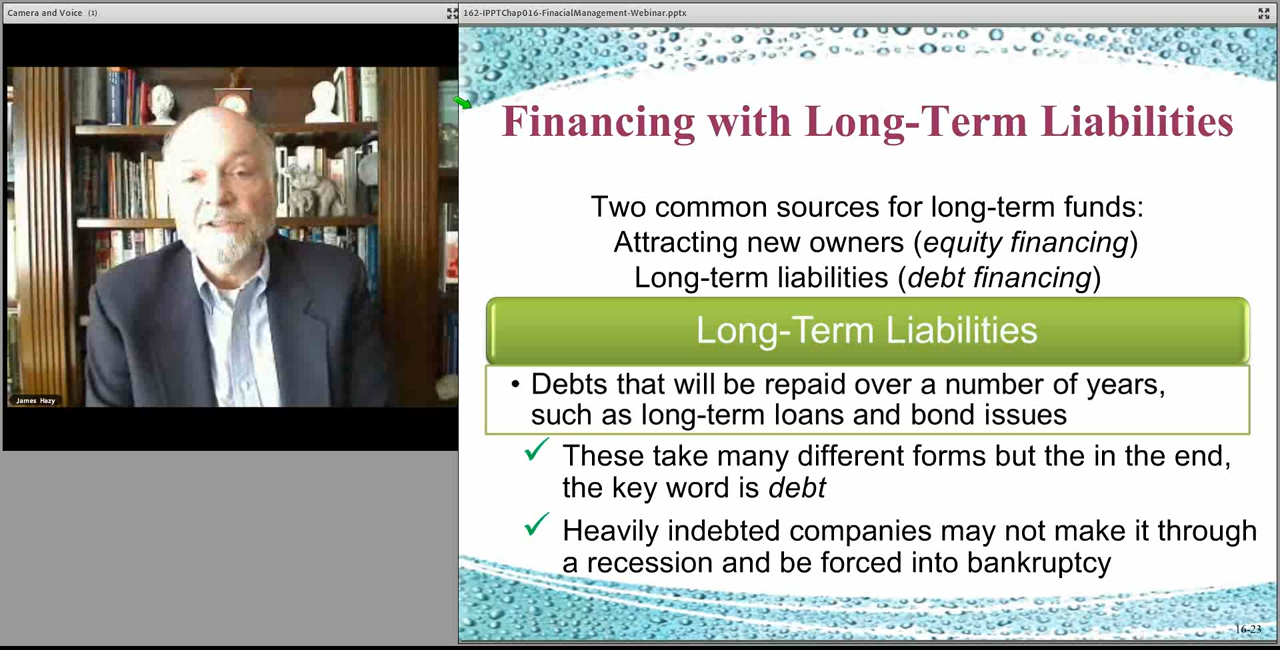 Camera and Voice (1)
162-IPPTChap016-FinacialManagement-Webinar.pptx
James Hazy
Financing with Long-Term Liabilities
Two common sources for long-term funds:
Attracting new owners (equity financing)
Long-term liabilities (debt financing)
Long-Term Liabilities
• Debts that will be repaid over a number of years,
such as long-term loans and bond issues
✓ These take many different forms but the in the end,
the key word is debt
✓ Heavily indebted companies may not make it through
a recession and be forced into bankruptcy
16-23